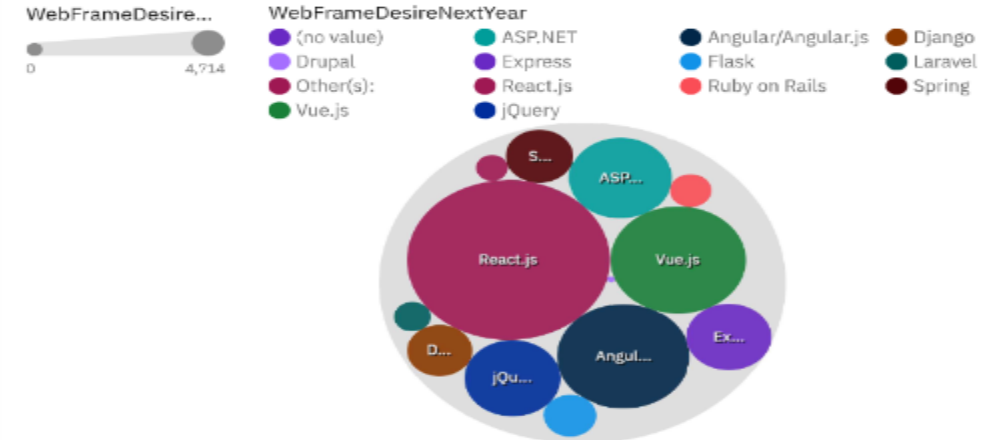 WebFrameDesire...
0 4,714
WebFrameDesireNextYear
(no value) ASP.NET Angular/Angular.js Django
Drupal Express Flask Laravel
Other(s): React.js Ruby on Rails Spring
Vue.js jQuery
S...
ASP...
React.js Vue.js
Ex...
D... Angul...
jQu...